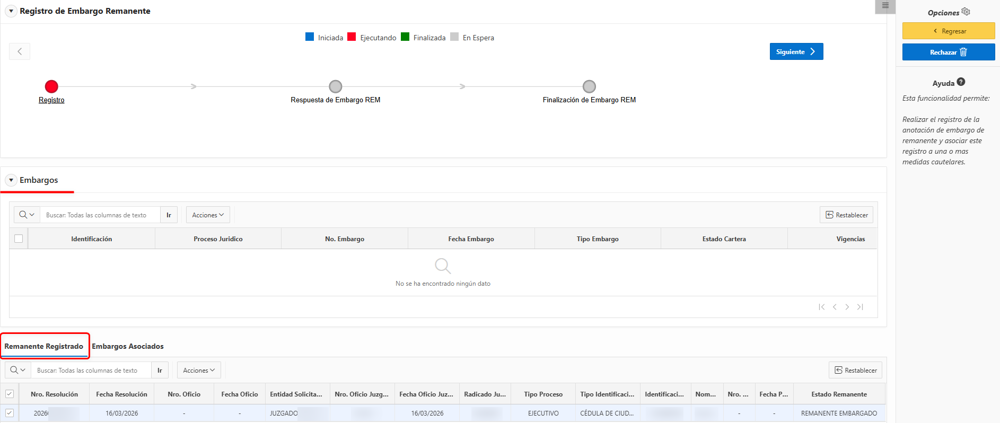 Registro de Embargo Remanente
Iniciada Ejecutando Finalizada En Espera
Siguiente
Registro
Respuesta de Embargo REM
Finalización de Embargo REM
Opciones
Regresar
Rechazar
Ayuda
Esta funcionalidad permite:
Realizar el registro de la
anotación de embargo de
remanente y asociar este
registro a una o mas
medidas cautelares.
Embargos
Buscar: Todas las columnas de texto Ir Acciones Restablecer
Identificación Proceso Juridico No. Embargo Fecha Embargo Tipo Embargo Estado Cartera Vigencias
No se ha encontrado ningún dato
Remanente Registrado Embargos Asociados
Buscar: Todas las columnas de texto Ir Acciones Restablecer
Nro. Resolución Fecha Resolución Nro. Oficio Fecha Oficio Entidad Solicita... Nro. Oficio Juzg... Fecha Oficio Juz... Radicado Ju... Tipo Proceso Tipo Identificaci... Identificaci... Nom... Nro. ... Fecha P... Estado Remanente
2026 16/03/2026 - - JUZGADO 16/03/2026 EJECUTIVO CÉDULA DE CIUD... - - REMANENTE EMBARGADO